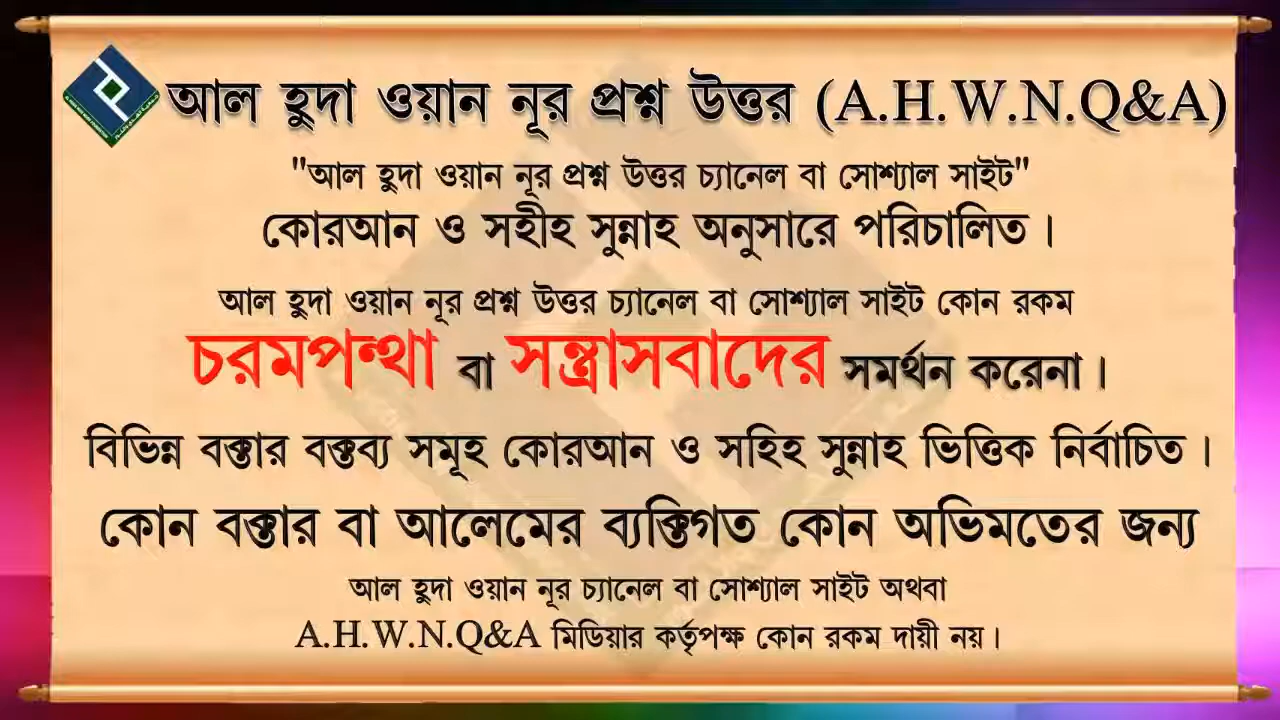 আল হুদা ওয়ান নূর প্রশ্ন উত্তর (A.H.W.N.Q&A)
"আল হুদা ওয়ান নূর প্রশ্ন উত্তর চ্যানেল বা সোশ্যাল সাইট"
কোরআন ও সহীহ সুন্নাহ অনুসারে পরিচালিত।
আল হুদা ওয়ান নূর প্রশ্ন উত্তর চ্যানেল বা সোশ্যাল সাইট কোন রকম
চরমপন্থা বা সন্ত্রাসবাদের সমর্থন করেনা।
বিভিন্ন বক্তার বক্তব্য সমূহ কোরআন ও সহিহ সুন্নাহ ভিত্তিক নির্বাচিত।
কোন বক্তার বা আলেমের ব্যক্তিগত কোন অভিমতের জন্য
আল হুদা ওয়ান নূর চ্যানেল বা সোশ্যাল সাইট অথবা
A.H.W.N.Q&A মিডিয়ার কর্তৃপক্ষ কোন রকম দায়ী নয়।